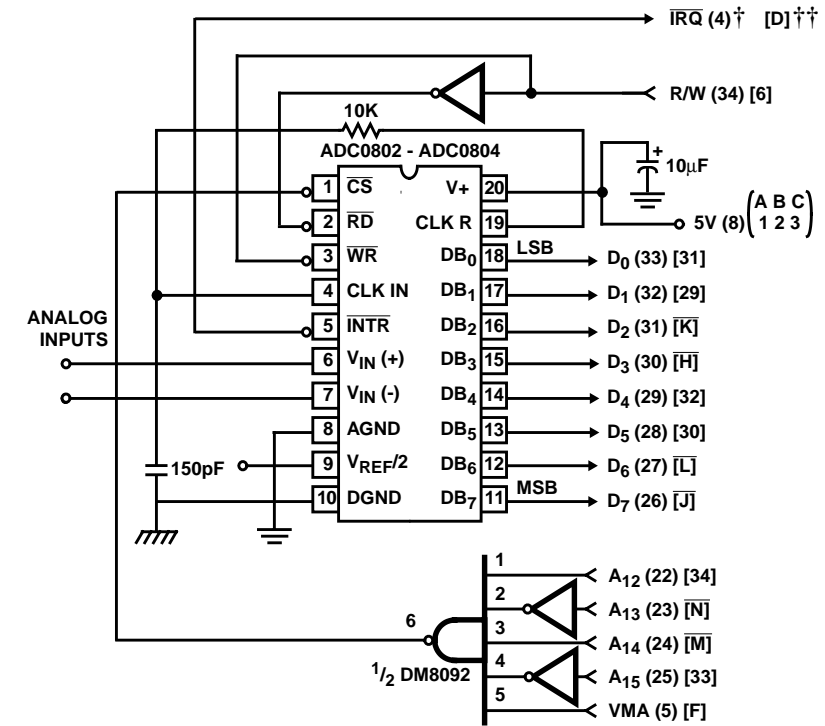 IRQ (4)† [D]††
R/W (34) [6]
10K
ADC0802 - ADC0804
+
10μF
1 CS V+ 20
5V (8) (A B C
1 2 3)
2 RD CLK R 19
3 WR DB0 18 LSB D0 (33) [31]
4 CLK IN DB1 17 D1 (32) [29]
ANALOG
INPUTS
5 INTR DB2 16 D2 (31) [K]
6 VIN (+) DB3 15 D3 (30) [H]
7 VIN (-) DB4 14 D4 (29) [32]
8 AGND DB5 13 D5 (28) [30]
150pF
9 VREF/2 DB6 12 D6 (27) [L]
10 DGND DB7 11 MSB D7 (26) [J]
1 A12 (22) [34]
2 A13 (23) [N]
6
3 A14 (24) [M]
1/2 DM8092
4 A15 (25) [33]
5 VMA (5) [F]